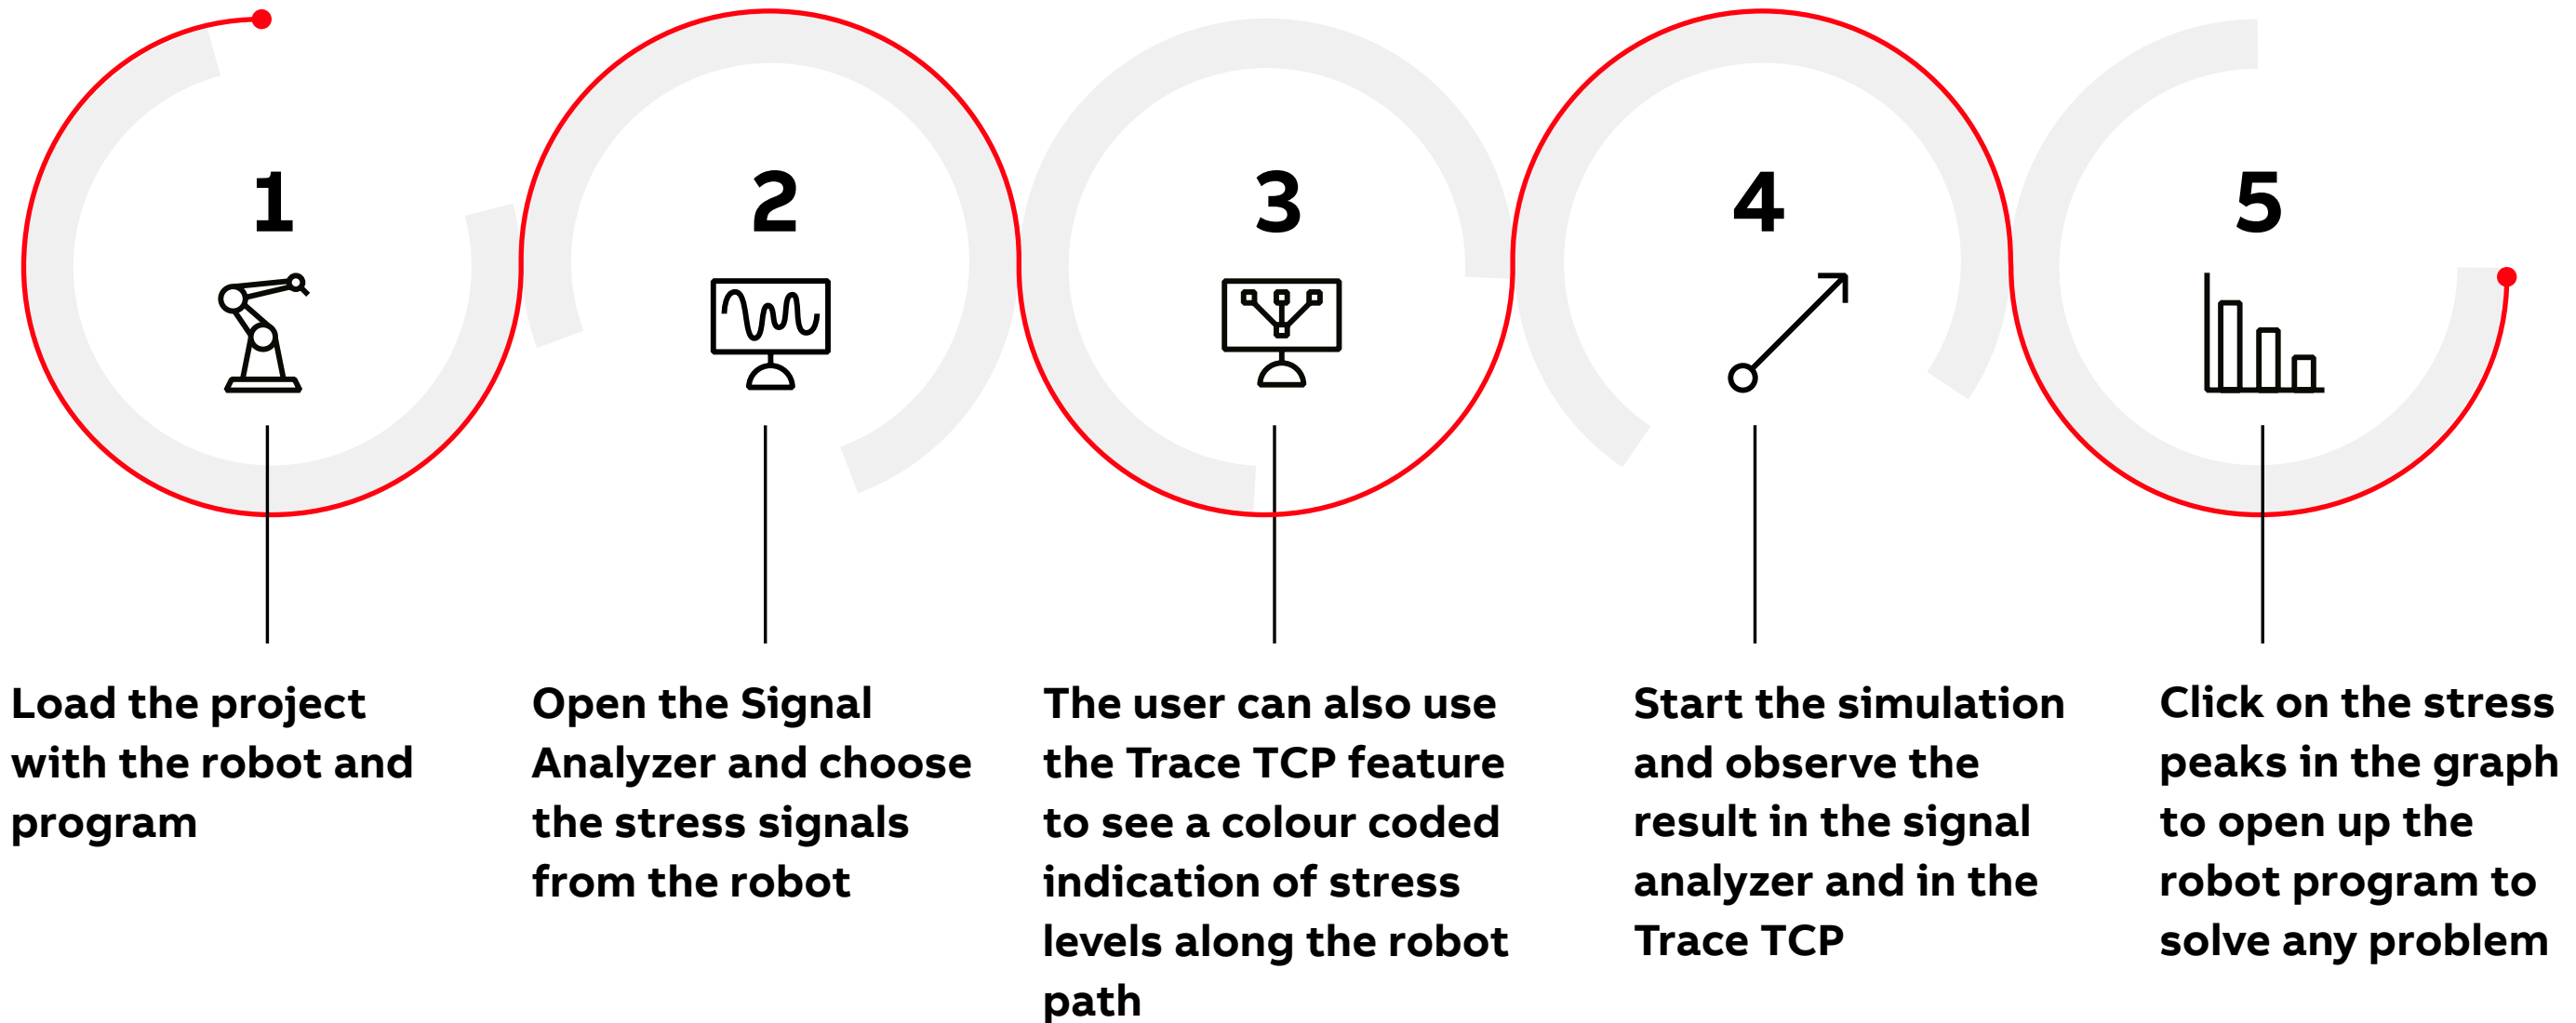 1
2
3
4
5
Load the project
with the robot and
program
Open the Signal
Analyzer and choose
the stress signals
from the robot
The user can also use
the Trace TCP feature
to see a colour coded
indication of stress
levels along the robot
path
Start the simulation
and observe the
result in the signal
analyzer and in the
Trace TCP
Click on the stress
peaks in the graph
to open up the
robot program to
solve any problem